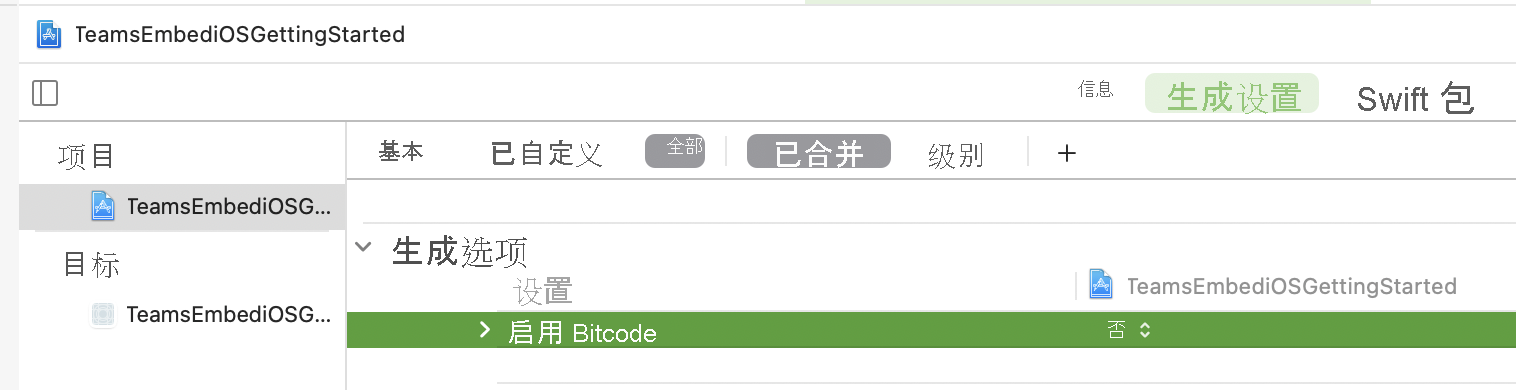 TeamsEmbediOSGettingStarted
信息 生成设置 Swift 包
项目 基本 已自定义 全部 已合并 级别 +
TeamsEmbediOSG...
生成选项
目标
设置 TeamsEmbediOSGettingStarted
TeamsEmbediOSG...
启用 Bitcode 否